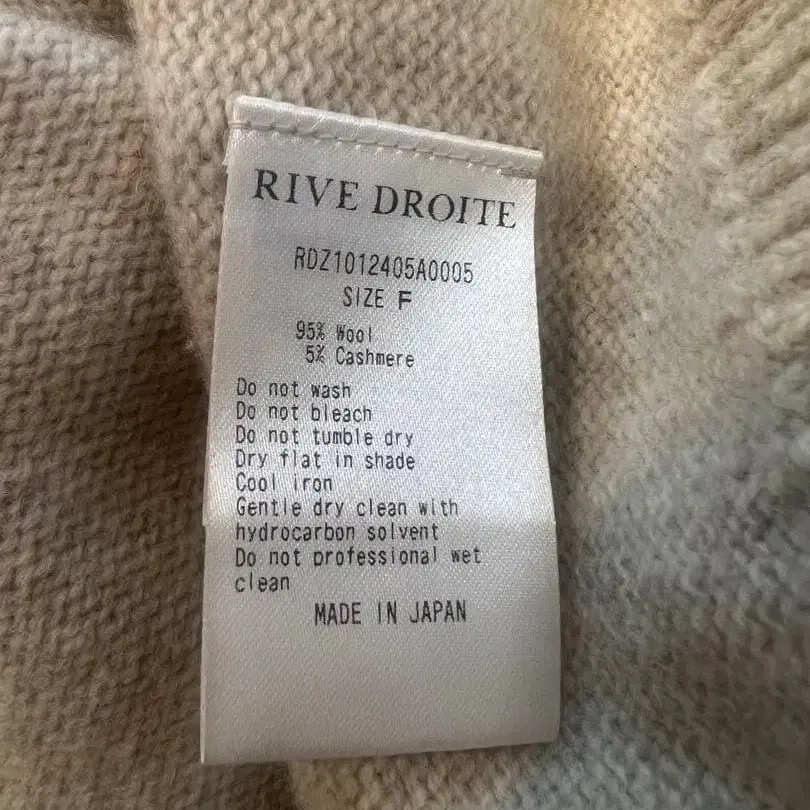 RIVE DROITE
RDZ1012405A0005
SIZE F
95% Wool
5% Cashmere
Do not wash
Do not bleach
Do not tumble dry
Dry flat in shade
Cool iron
Gentle dry clean with
hydrocarbon solvent
Do not professional wet
clean
MADE IN JAPAN